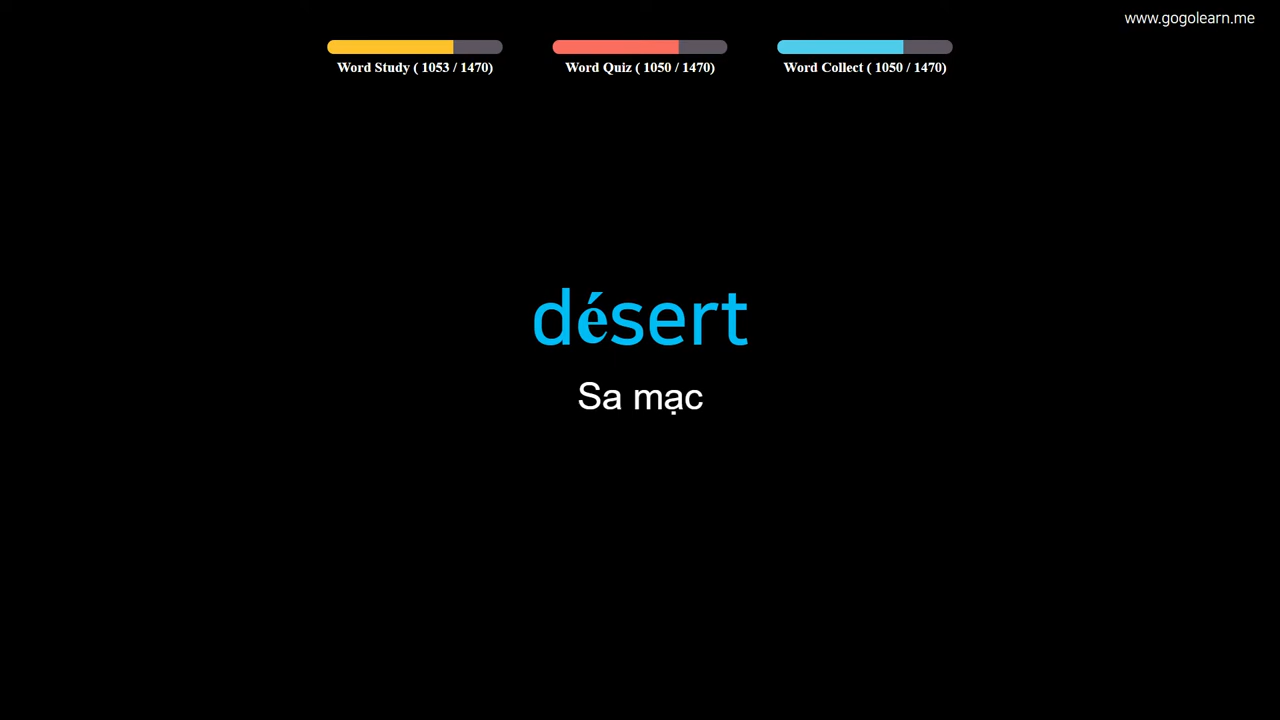 www.gogolearn.me
Word Study ( 1053 / 1470)
Word Quiz ( 1050 / 1470)
Word Collect ( 1050 / 1470)
désert
Sa mạc